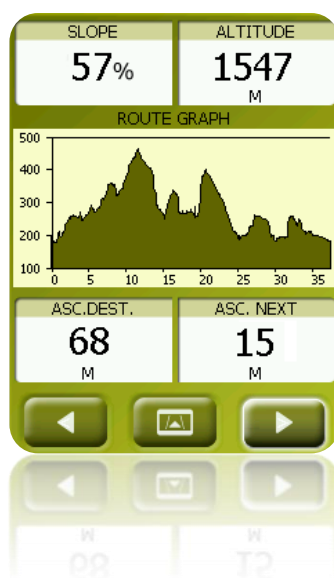 SLOPE ALTITUDE
57% 1547
M
ROUTE GRAPH
500
400
300
200
100
0 5 10 15 20 25 30 35
ASC.DEST. ASC. NEXT
68 15
M M